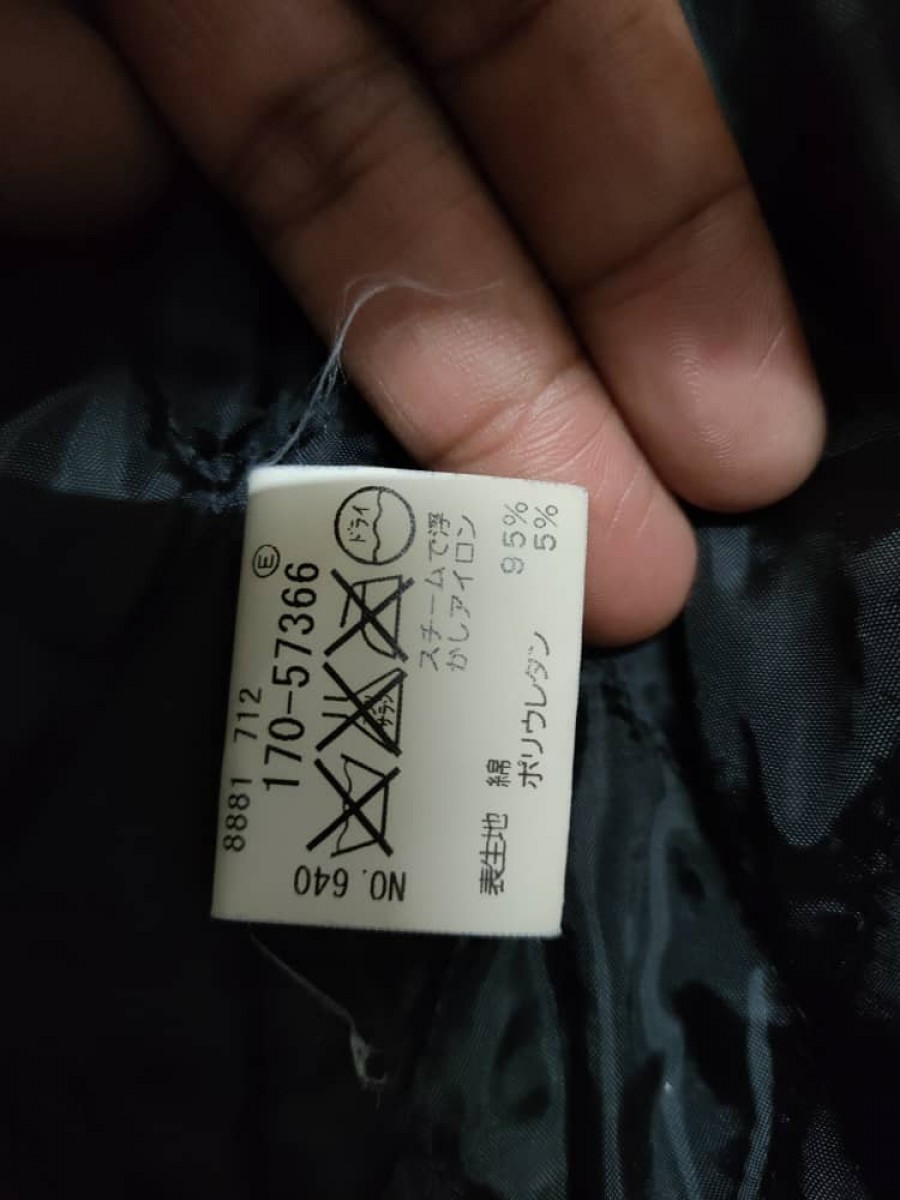 8881 712
170-57366 Ⓔ
ドライ
サラシ
スチームで浮
かしアイロン
表生地 綿 95%
ポリウレタン 5%
NO. 640